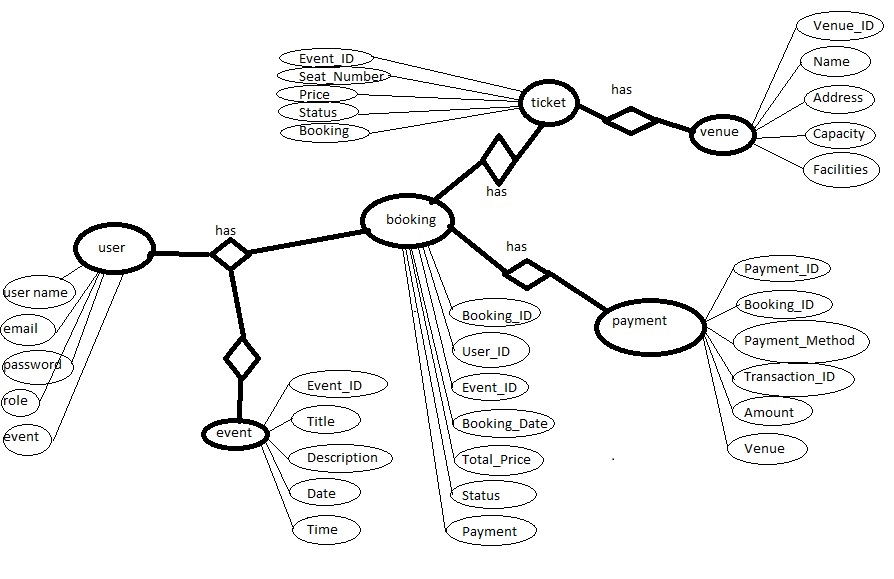 Venue_ID
Name
Address
Capacity
Facilities
venue
has
ticket
Event_ID
Seat_Number
Price
Status
Booking
has
booking
has
user
user name
email
password
role
event
has
payment
Payment_ID
Booking_ID
Payment_Method
Transaction_ID
Amount
Venue
Booking_ID
User_ID
Event_ID
Booking_Date
Total_Price
Status
Payment
event
Event_ID
Title
Description
Date
Time